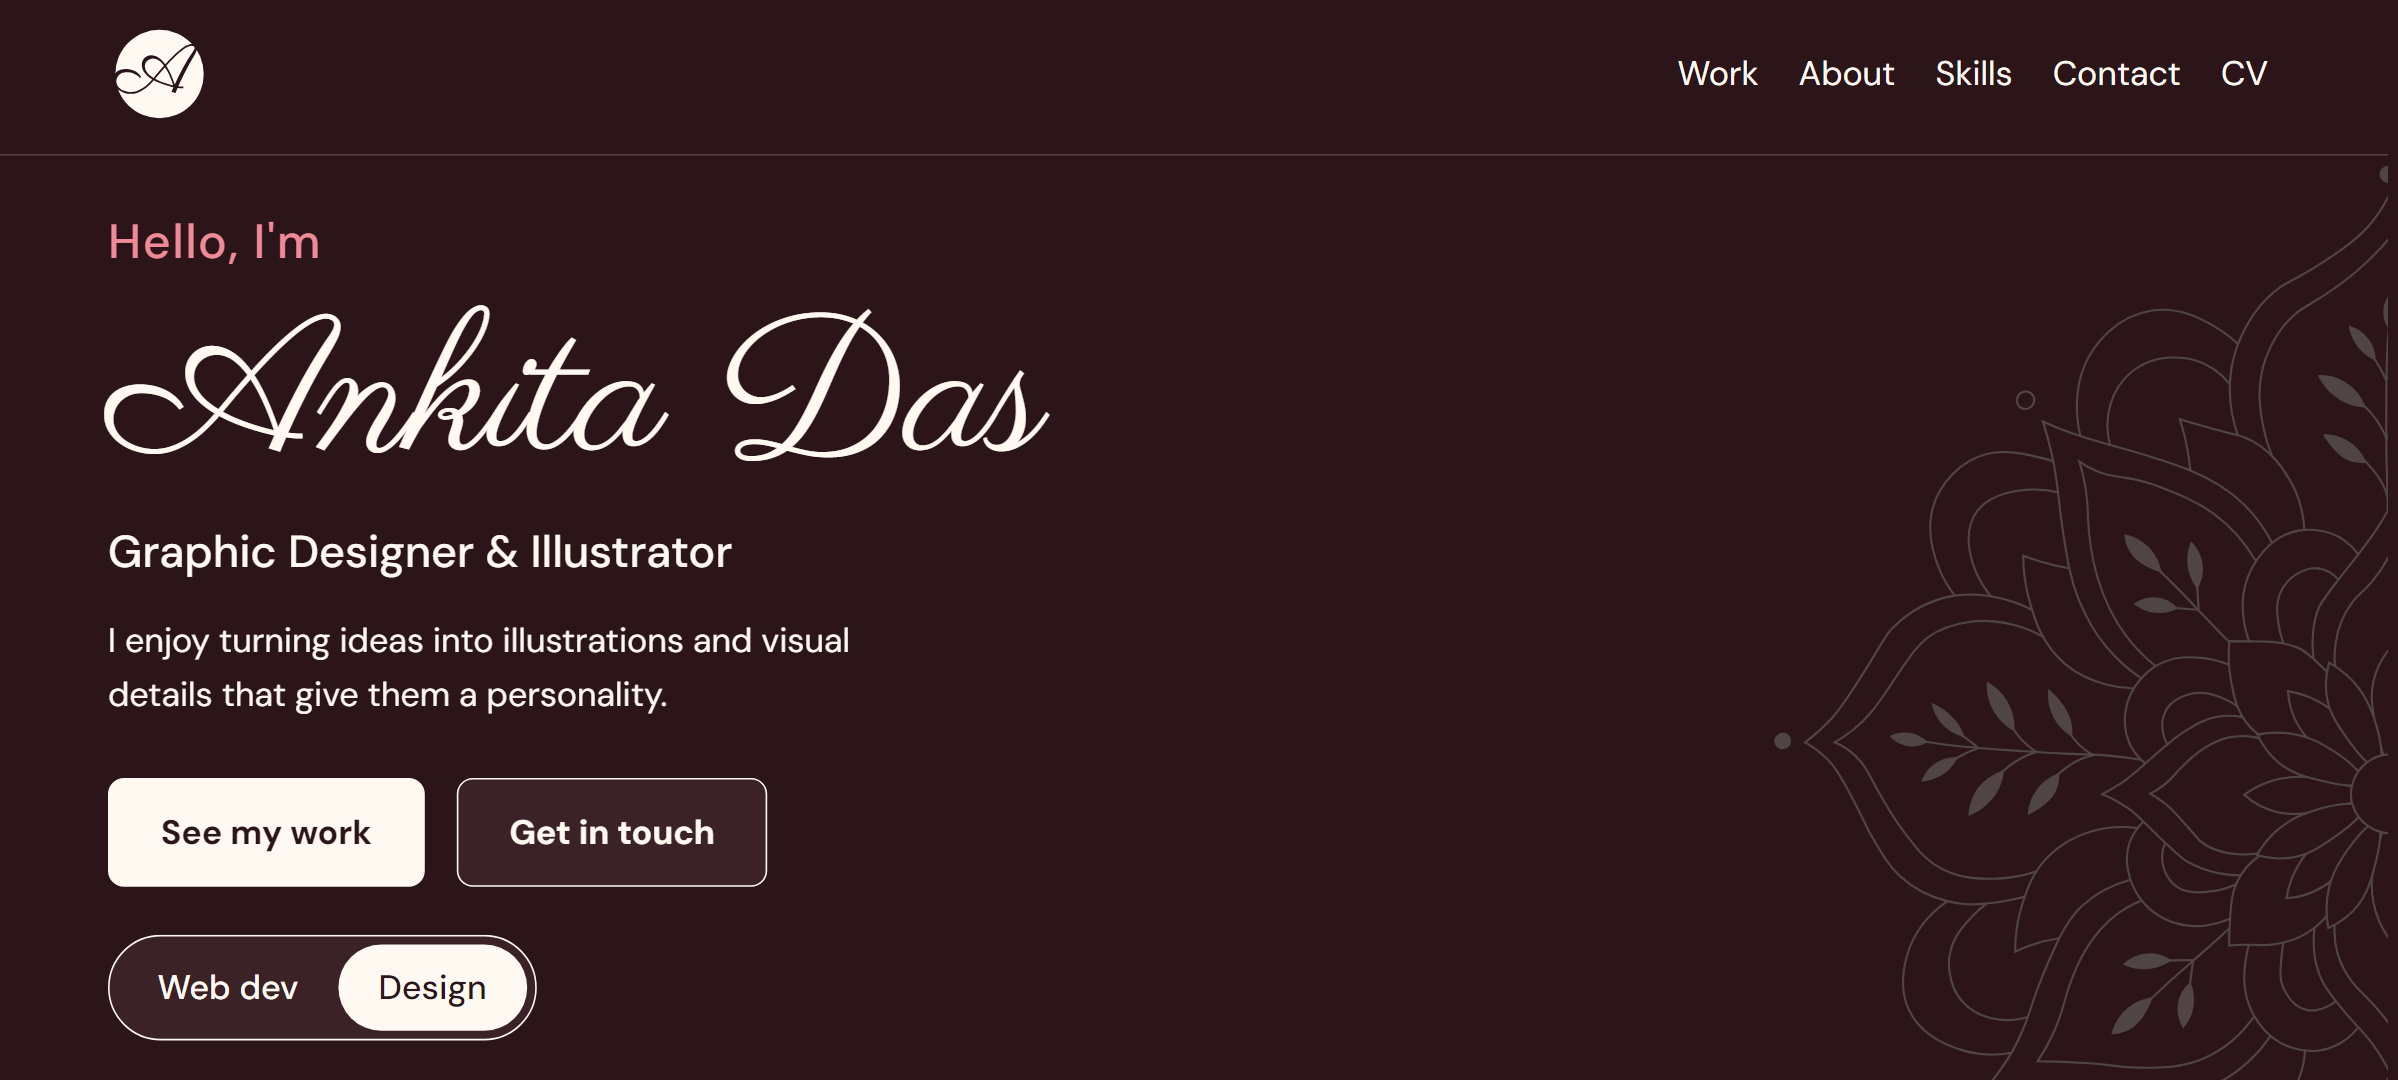 A
Work About Skills Contact CV
Hello, I'm
Ankita Das
Graphic Designer & Illustrator
I enjoy turning ideas into illustrations and visual
details that give them a personality.
See my work Get in touch
Web dev Design